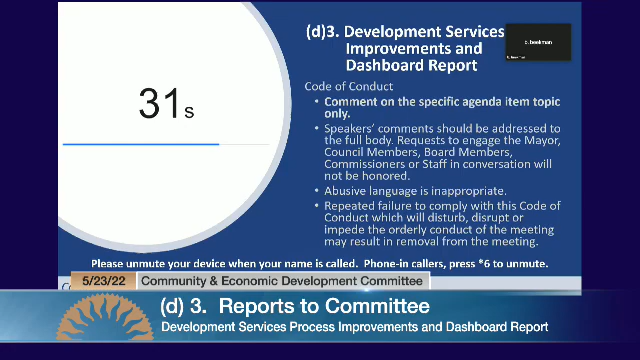 (d)3. Development Services
Improvements and
Dashboard Report
b. beekman
31s
Code of Conduct
• Comment on the specific agenda item topic
only.
• Speakers' comments should be addressed to
the full body. Requests to engage the Mayor,
Council Members, Board Members,
Commissioners or Staff in conversation will
not be honored.
• Abusive language is inappropriate.
• Repeated failure to comply with this Code of
Conduct which will disturb, disrupt or
impede the orderly conduct of the meeting
may result in removal from the meeting.
Please unmute your device when your name is called. Phone-in callers, press *6 to unmute.
5/23/22 Community & Economic Development Committee
(d) 3. Reports to Committee
Development Services Process Improvements and Dashboard Report